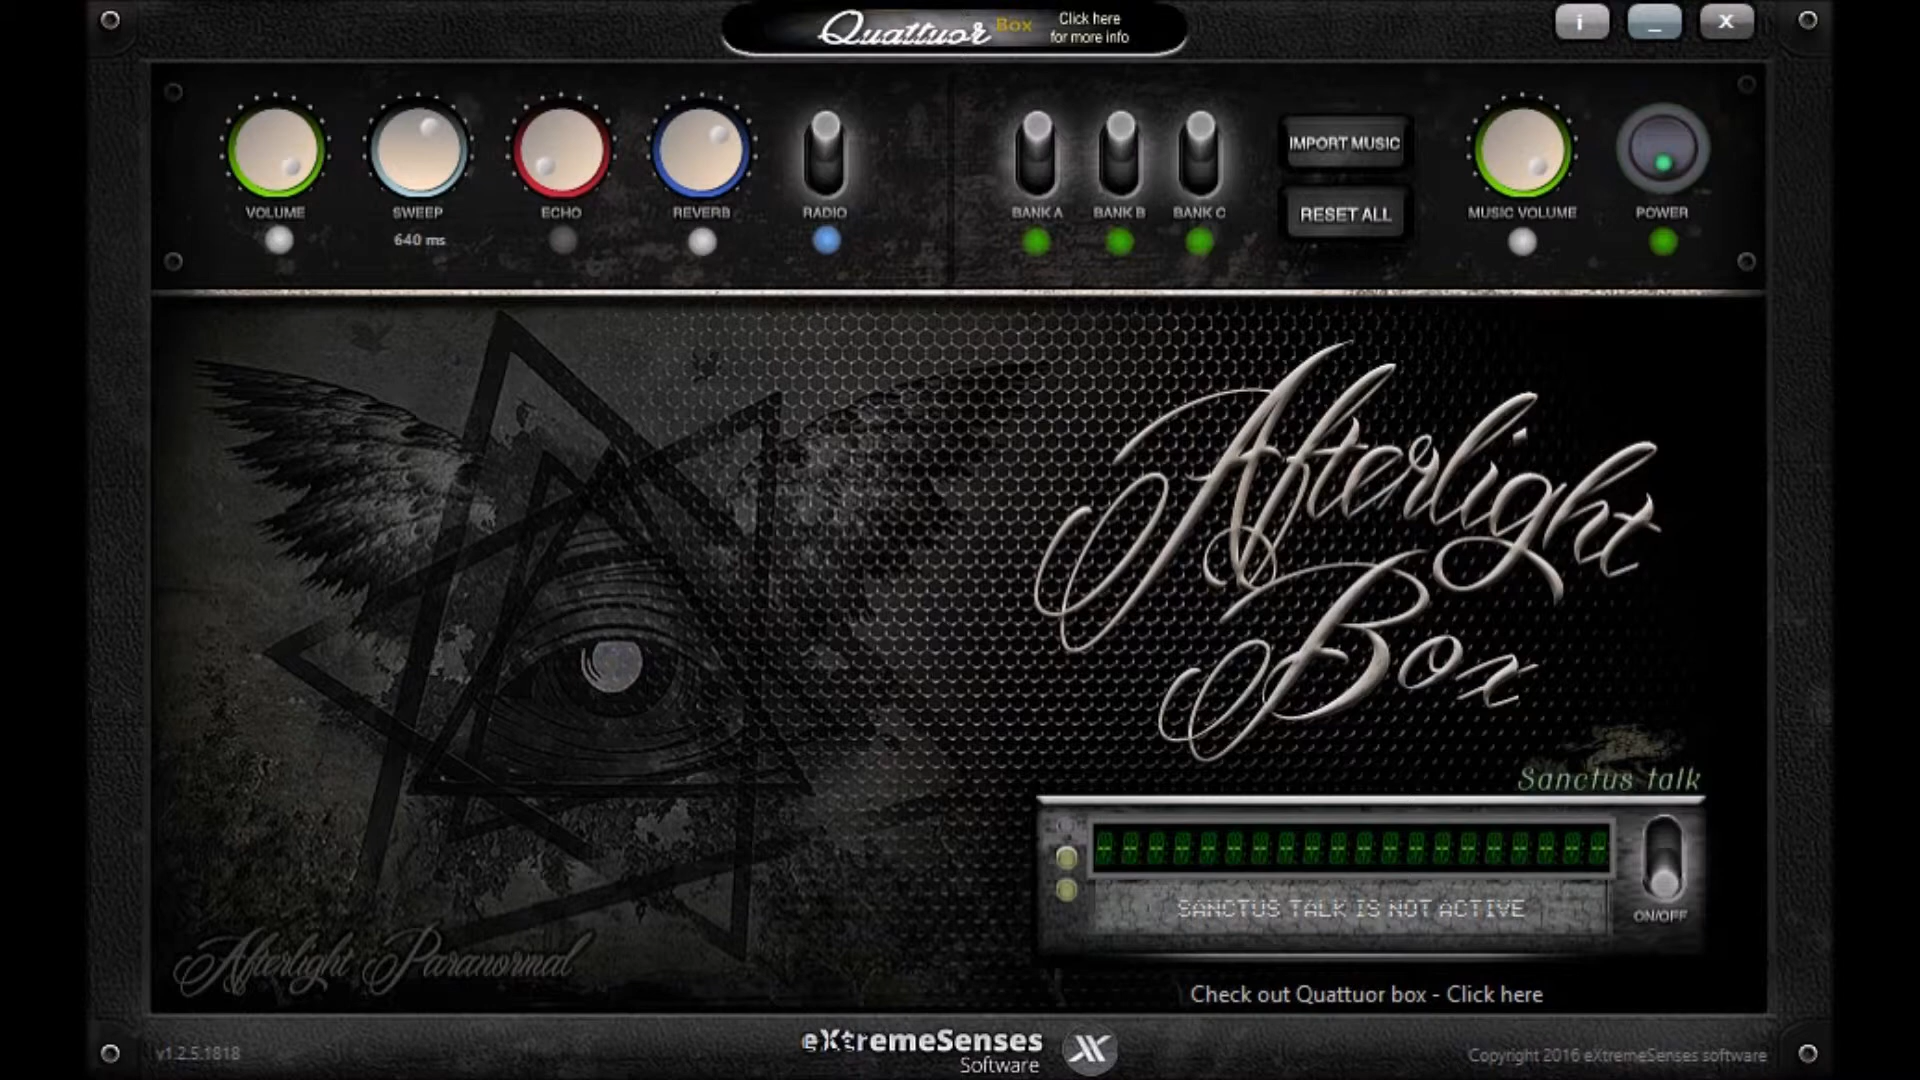 Quattuor Box
Click here
for more info
i _ X
VOLUME SWEEP ECHO REVERB RADIO
640 ms
BANK A BANK B BANK C
IMPORT MUSIC
RESET ALL
MUSIC VOLUME POWER
Afterlight
Box
Sanctus talk
SANCTUS TALK IS NOT ACTIVE
ON/OFF
Afterlight Paranormal
Check out Quattuor box - Click here
eXtremeSenses
Software
v1.2.5.1818
Copyright 2016 eXtremeSenses software